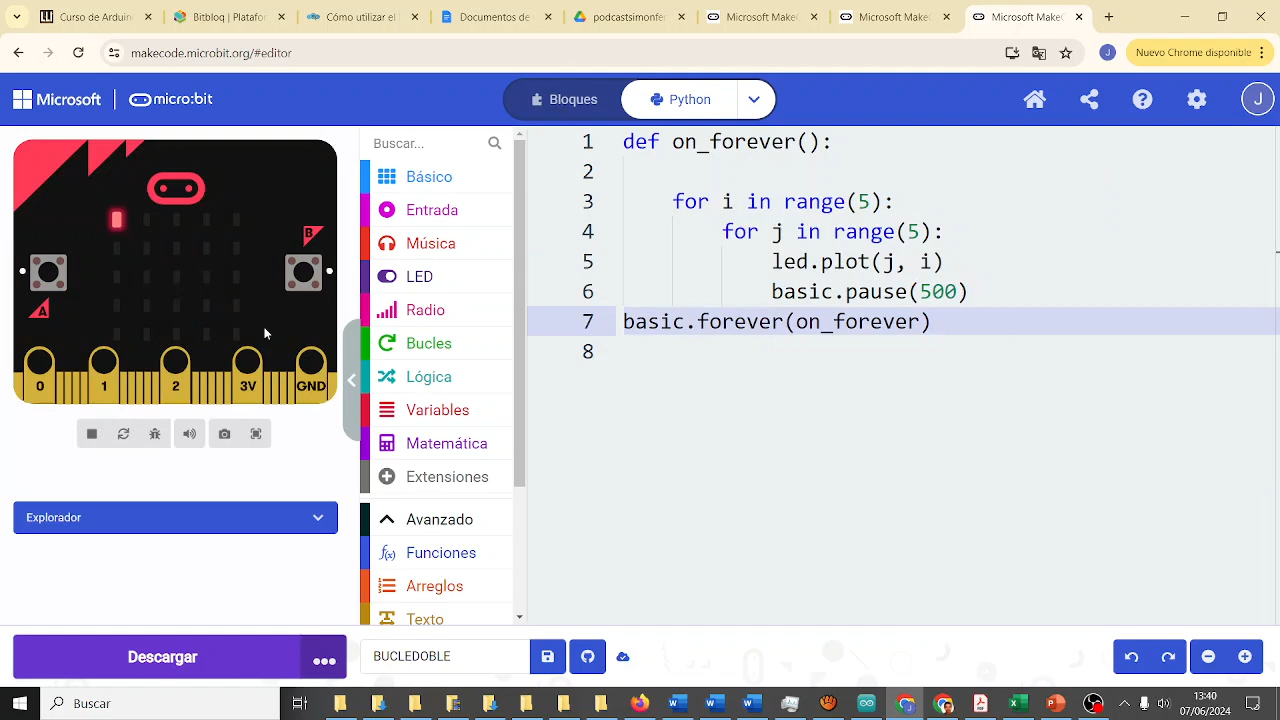 Curso de Arduin
Bitbloq | Platafor
Cómo utilizar el
Documentos de
podcastsimonfer
Microsoft MakeC
Microsoft MakeC
Microsoft MakeC
makecode.microbit.org/#editor
J
Nuevo Chrome disponible
Microsoft
micro:bit
Bloques
Python
J
Buscar...
Básico
Entrada
Música
LED
Radio
Bucles
Lógica
Variables
Matemática
Extensiones
Avanzado
Funciones
Arreglos
Texto
1 def on_forever():
2
3 for i in range(5):
4 for j in range(5):
5 led.plot(j, i)
6 basic.pause(500)
7 basic.forever(on_forever)
8
B
A
0 1 2 3V GND
Explorador
Descargar
BUCLEDOBLE
Buscar
13:40
07/06/2024